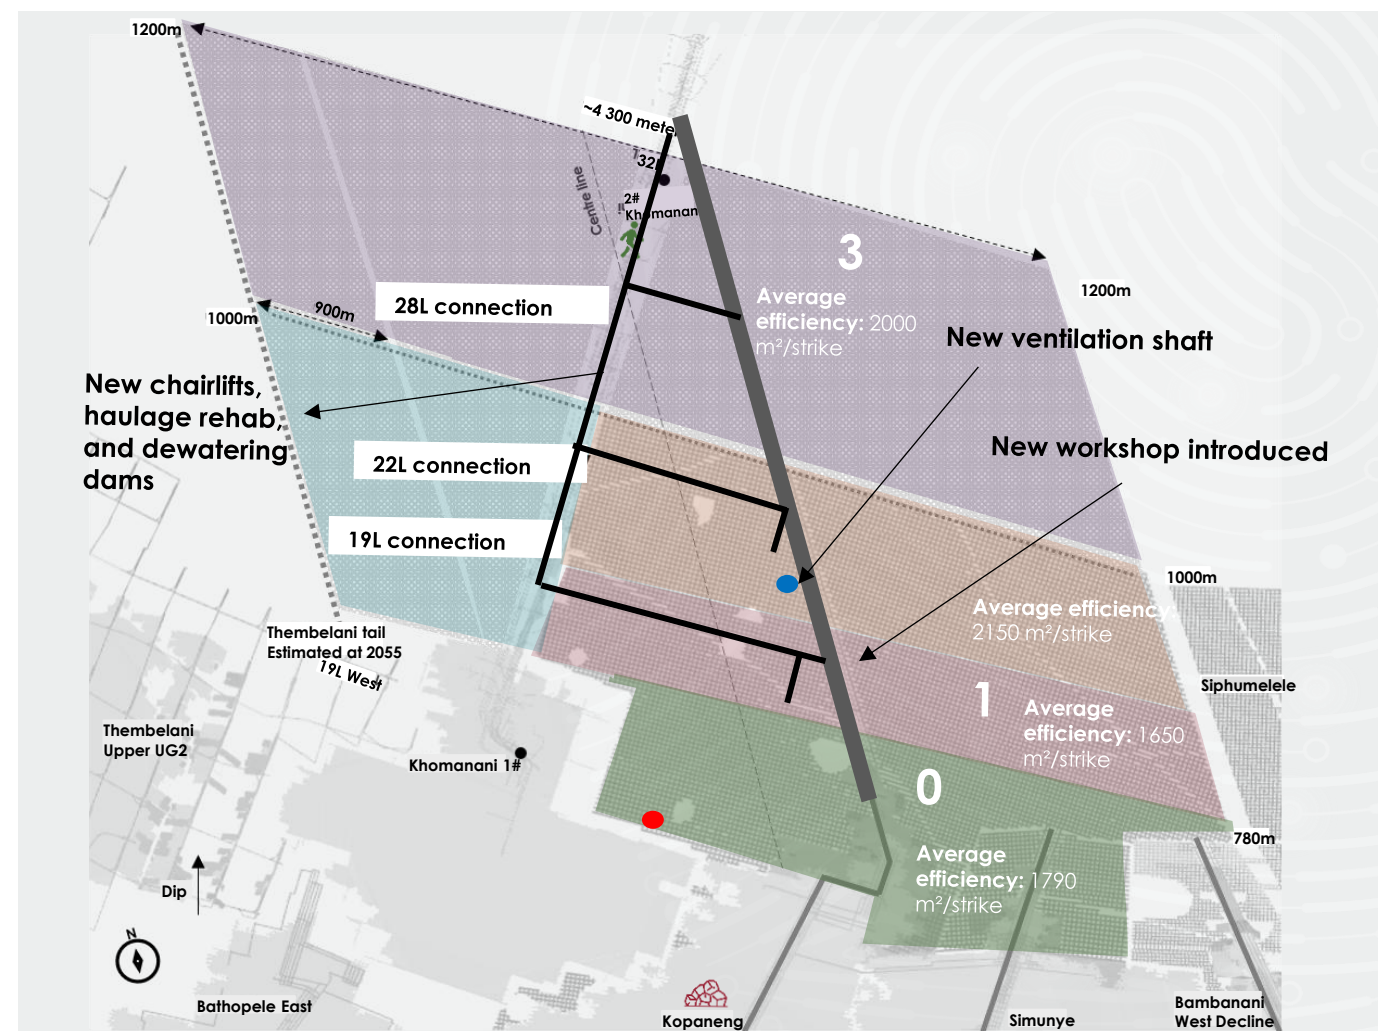 1200m
~4 300 mete
32L
Centre line
2#
Khomanan
3
Average
efficiency: 2000
m²/strike
1200m
28L connection
900m
1000m
New ventilation shaft
New chairlifts,
haulage rehab,
and dewatering
dams
22L connection
New workshop introduced
19L connection
1000m
Average efficiency:
2150 m²/strike
Thembelani tail
Estimated at 2055
19L West
Siphumelele
1
Average
efficiency: 1650
m²/strike
Thembelani
Upper UG2
Khomanani 1#
0
780m
Average
efficiency: 1790
m²/strike
Dip
N
Bathopele East
Kopaneng
Simunye
Bambanani
West Decline